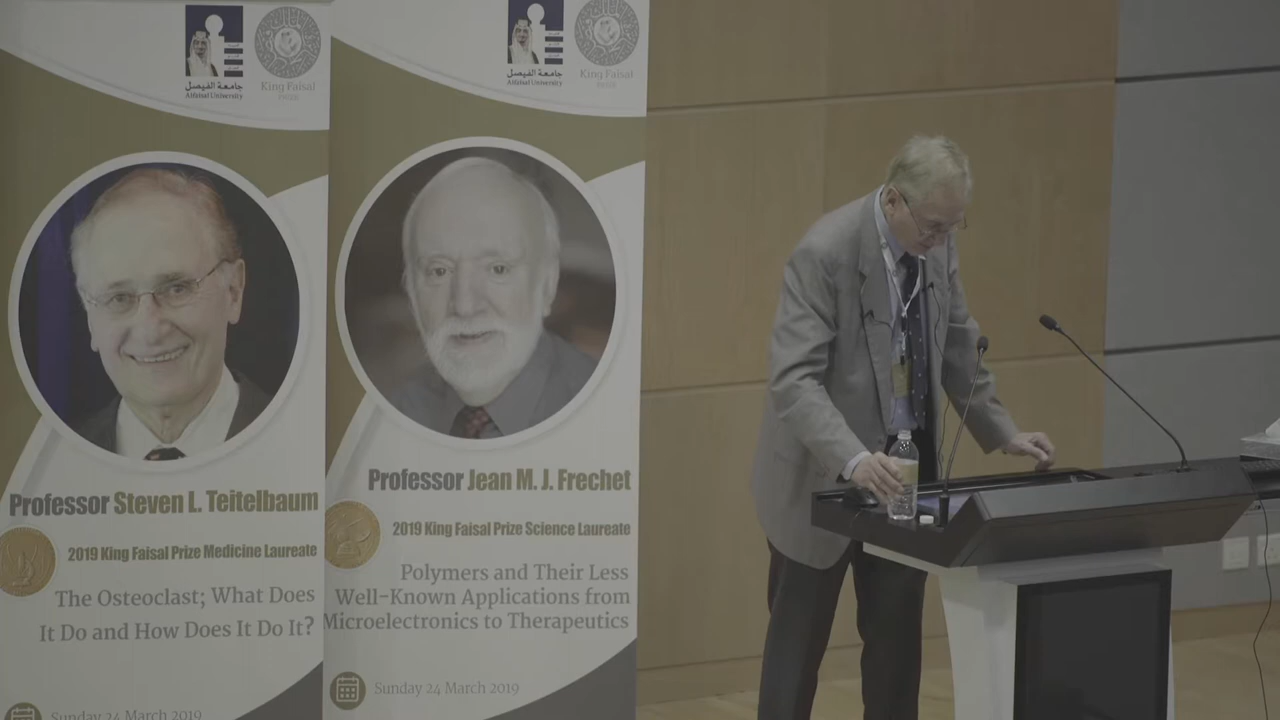 جامعة الفيصل
Alfaisal University
King Faisal
PRIZE
Professor Steven L. Teitelbaum
2019 King Faisal Prize Medicine Laureate
The Osteoclast; What Does
It Do and How Does It Do It?
Sunday 24 March 2019
جامعة الفيصل
Alfaisal University
King Faisal
PRIZE
Professor Jean M. J. Frechet
2019 King Faisal Prize Science Laureate
Polymers and Their Less
Well-Known Applications from
Microelectronics to Therapeutics
Sunday 24 March 2019